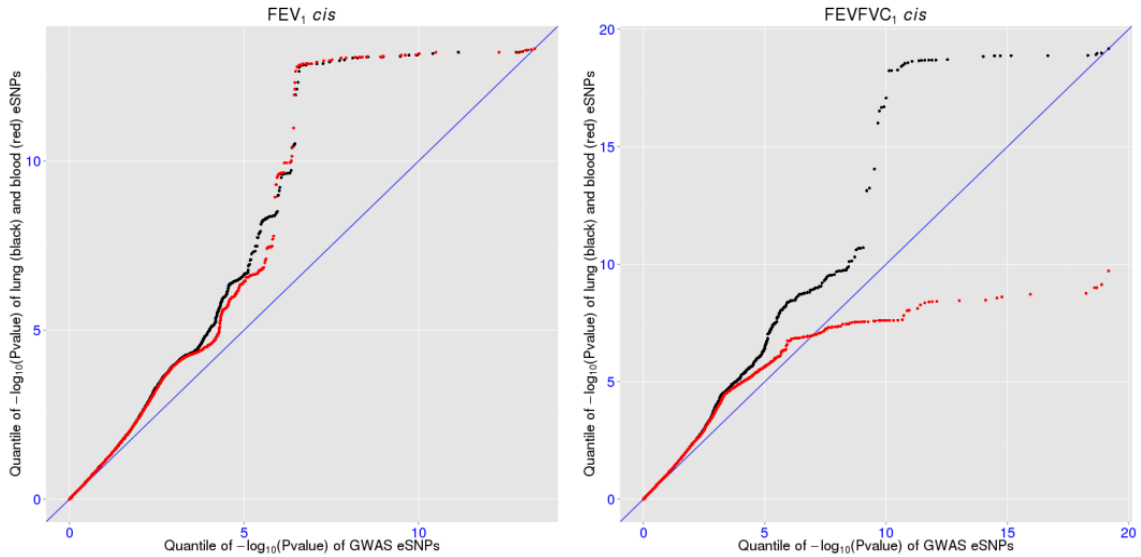 FEV₁ cis
Quantile of −log₁₀(Pvalue) of lung (black) and blood (red) eSNPs
10
5
0
0 5 10
Quantile of −log₁₀(Pvalue) of GWAS eSNPs
FEVFVC₁ cis
Quantile of −log₁₀(Pvalue) of lung (black) and blood (red) eSNPs
20
15
10
5
0
0 5 10 15 20
Quantile of −log₁₀(Pvalue) of GWAS eSNPs